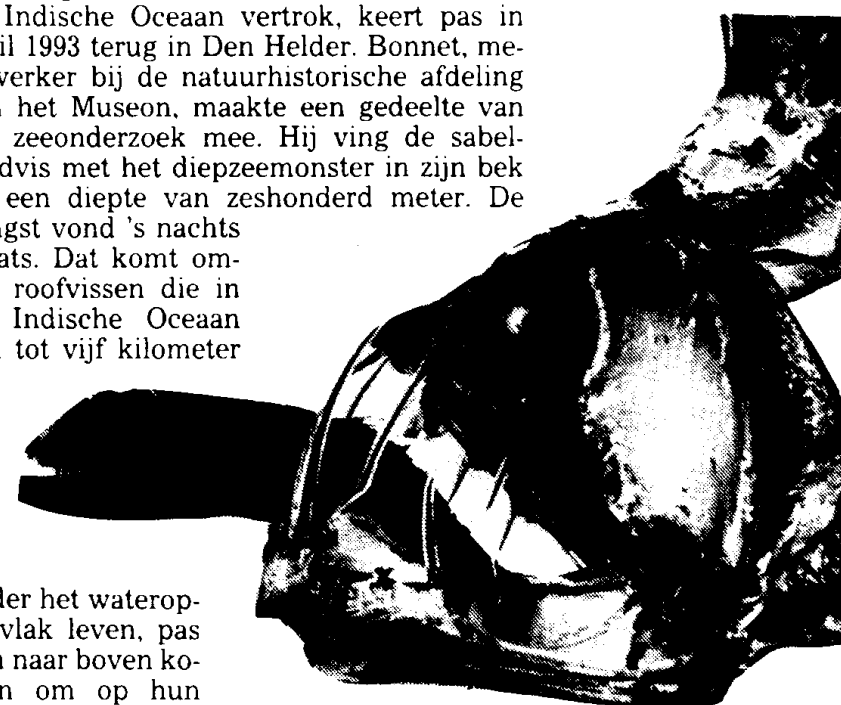 Indische Oceaan vertrok, keert pas in
il 1993 terug in Den Helder. Bonnet, me-
verker bij de natuurhistorische afdeling
het Museon, maakte een gedeelte van
zeeonderzoek mee. Hij ving de sabel-
dvis met het diepzeemonster in zijn bek
een diepte van zeshonderd meter. De
ngst vond 's nachts
ats. Dat komt om-
roofvissen die in
Indische Oceaan
tot vijf kilometer
der het waterop-
vlak leven, pas
naar boven ko-
n om op hun